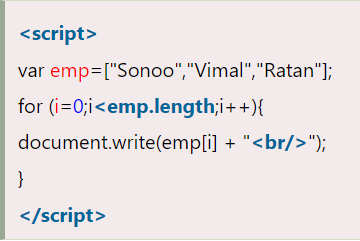 <script>
var emp=["Sonoo","Vimal","Ratan"];
for (i=0;i<emp.length;i++){
document.write(emp[i] + "<br/>");
}
</script>